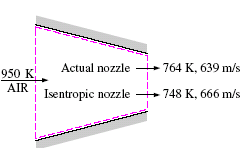 Actual nozzle 764 K, 639 m/s
950 K
AIR
Isentropic nozzle 748 K, 666 m/s